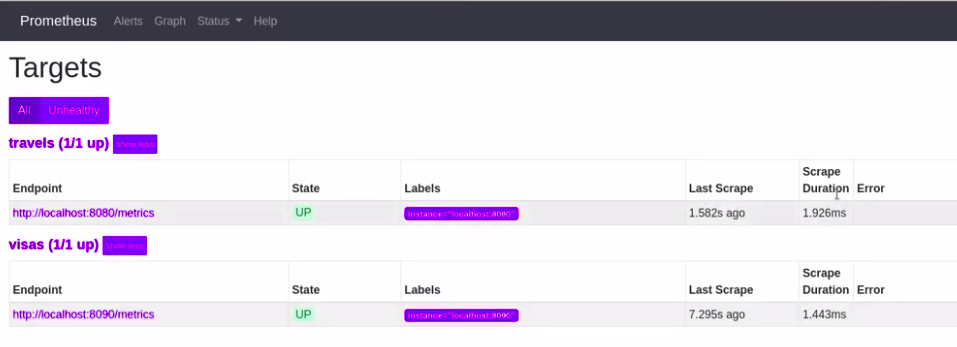 Prometheus Alerts Graph Status Help
Targets
All Unhealthy
travels (1/1 up) show less
Endpoint State Labels Last Scrape Scrape Duration Error
http://localhost:8080/metrics UP instance="localhost:8080" 1.582s ago 1.926ms
visas (1/1 up) show less
Endpoint State Labels Last Scrape Scrape Duration Error
http://localhost:8090/metrics UP instance="localhost:8090" 7.295s ago 1.443ms